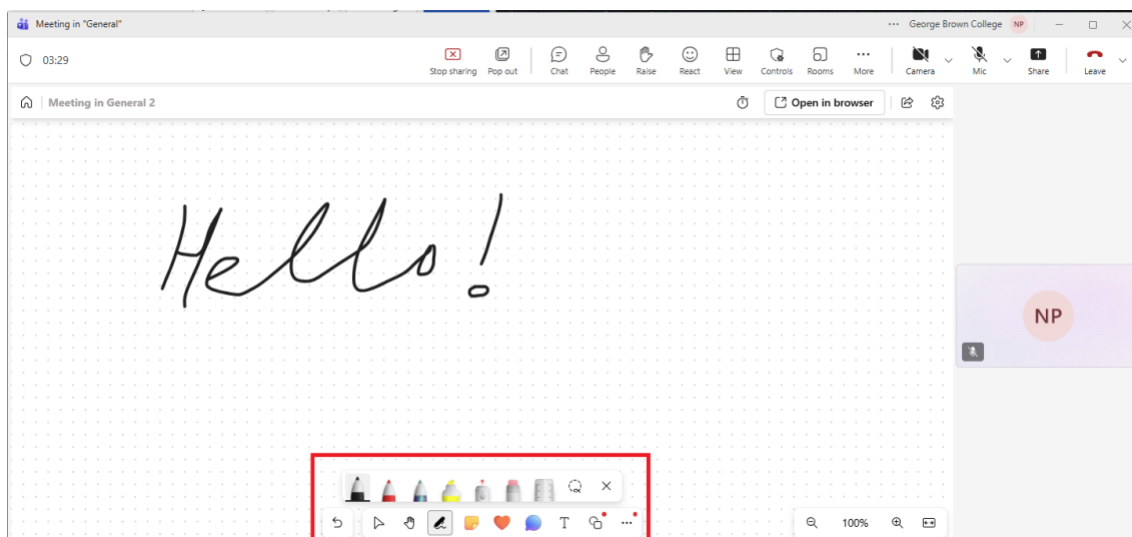 Meeting in "General"
George Brown College NP
03:29
Stop sharing Pop out Chat People Raise React View Controls Rooms More Camera Mic Share Leave
Meeting in General 2
Open in browser
Hello!
NP
T
100%